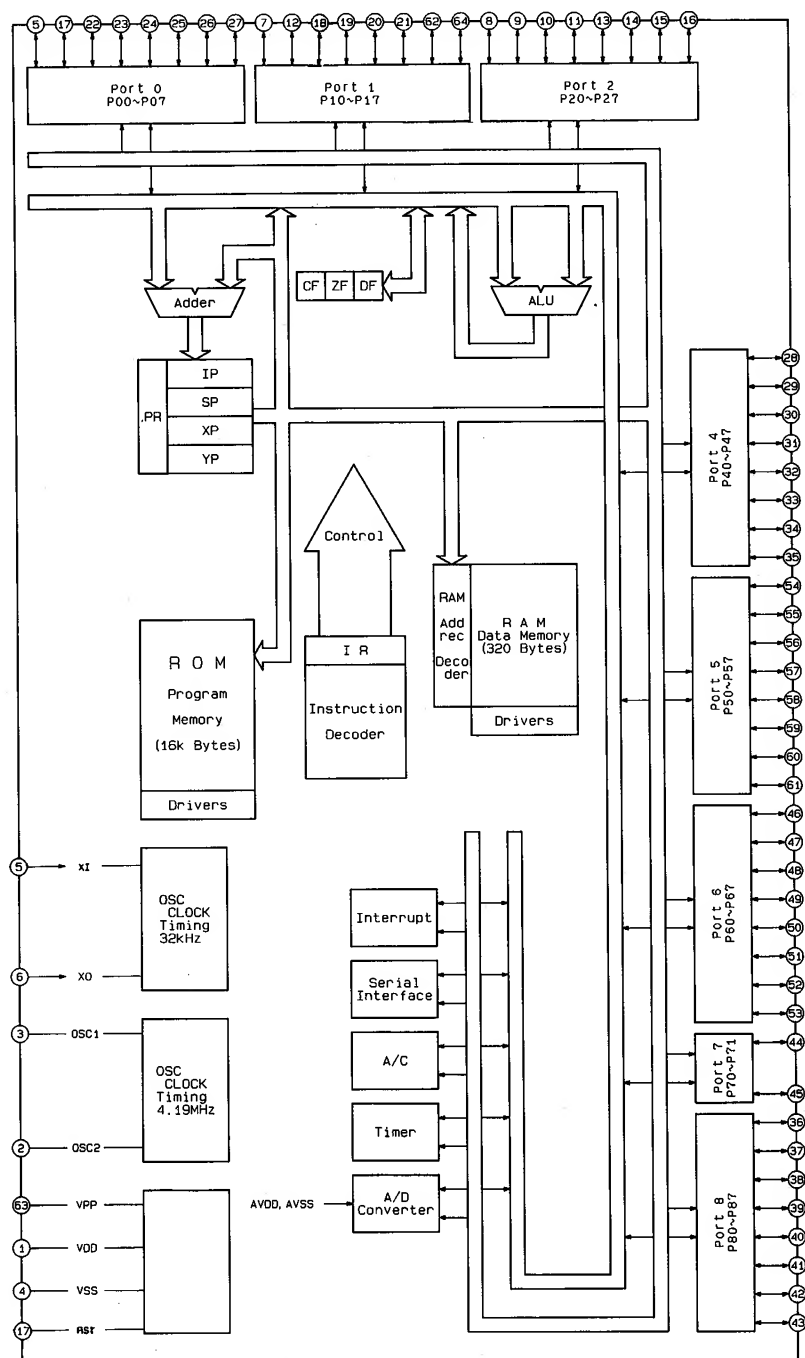 5 17 22 23 24 25 26 27 7 12 18 19 20 21 62 64 8 9 10 11 13 14 15 16
Port 0
P00~P07
Port 1
P10~P17
Port 2
P20~P27
Adder
CF ZF DF
ALU
PR
IP
SP
XP
YP
Control
28
29
30
31
32
33
34
35
Port 4
P40~P47
RAM
Add
rec
Decoder
R A M
Data Memory
(320 Bytes)
Drivers
54
55
56
57
58
59
60
61
Port 5
P50~P57
R O M
Program
Memory
(16k Bytes)
Drivers
I R
Instruction
Decoder
46
47
48
49
50
51
52
53
Port 6
P60~P67
5 XI
6 XO
OSC
CLOCK
Timing
32kHz
Interrupt
Serial
Interface
3 OSC1
2 OSC2
OSC
CLOCK
Timing
4.19MHz
A/C
Timer
44
45
Port 7
P70~P71
63 VPP
1 VDD
4 VSS
17 RST
AVDD, AVSS
A/D
Converter
36
37
38
39
40
41
42
43
Port 8
P80~P87